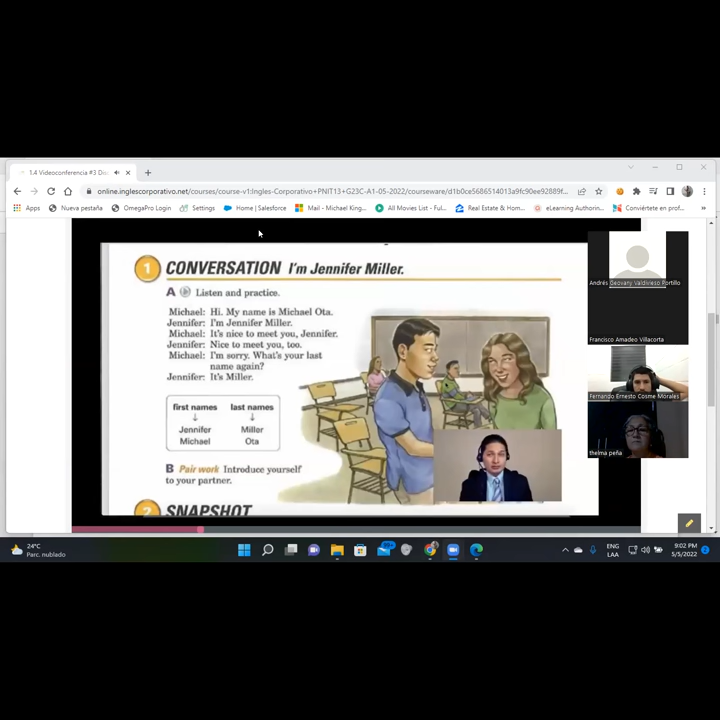 1.4 Videoconferencia #3 Dia
online.inglescorporativo.net/courses/course-v1:Ingles-Corporativo+PNIT13+G23C-A1-05-2022/courseware/d1b0ce5686514013a9fc90ee92889f...
Apps
Nueva pestaña
OmegaPro Login
Settings
Home | Salesforce
Mail - Michael King...
All Movies List - Ful...
Real Estate & Hom...
eLearning Authorin...
Conviértete en prof...
»
1 CONVERSATION I'm Jennifer Miller.
A Listen and practice.
Michael: Hi. My name is Michael Ota.
Jennifer: I'm Jennifer Miller.
Michael: It's nice to meet you, Jennifer.
Jennifer: Nice to meet you, too.
Michael: I'm sorry. What's your last
name again?
Jennifer: It's Miller.
first names last names
Jennifer Miller
Michael Ota
B Pair work Introduce yourself
to your partner.
2 SNAPSHOT
Andrés Geovany Valdivieso Portillo
Francisco Amadeo Villacorta
Fernando Ernesto Cosme Morales
thelma peña
24°C
Parc. nublado
ENG
LAA
9:02 PM
5/5/2022
2